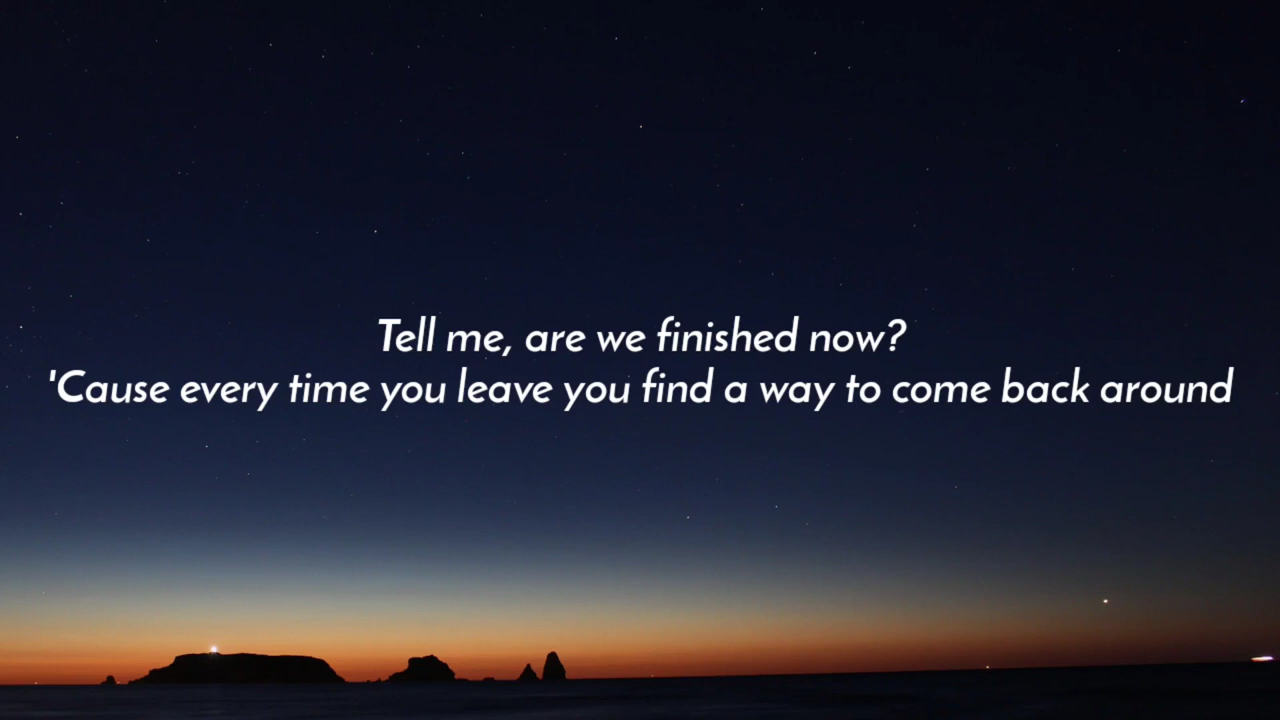 Tell me, are we finished now?
'Cause every time you leave you find a way to come back around